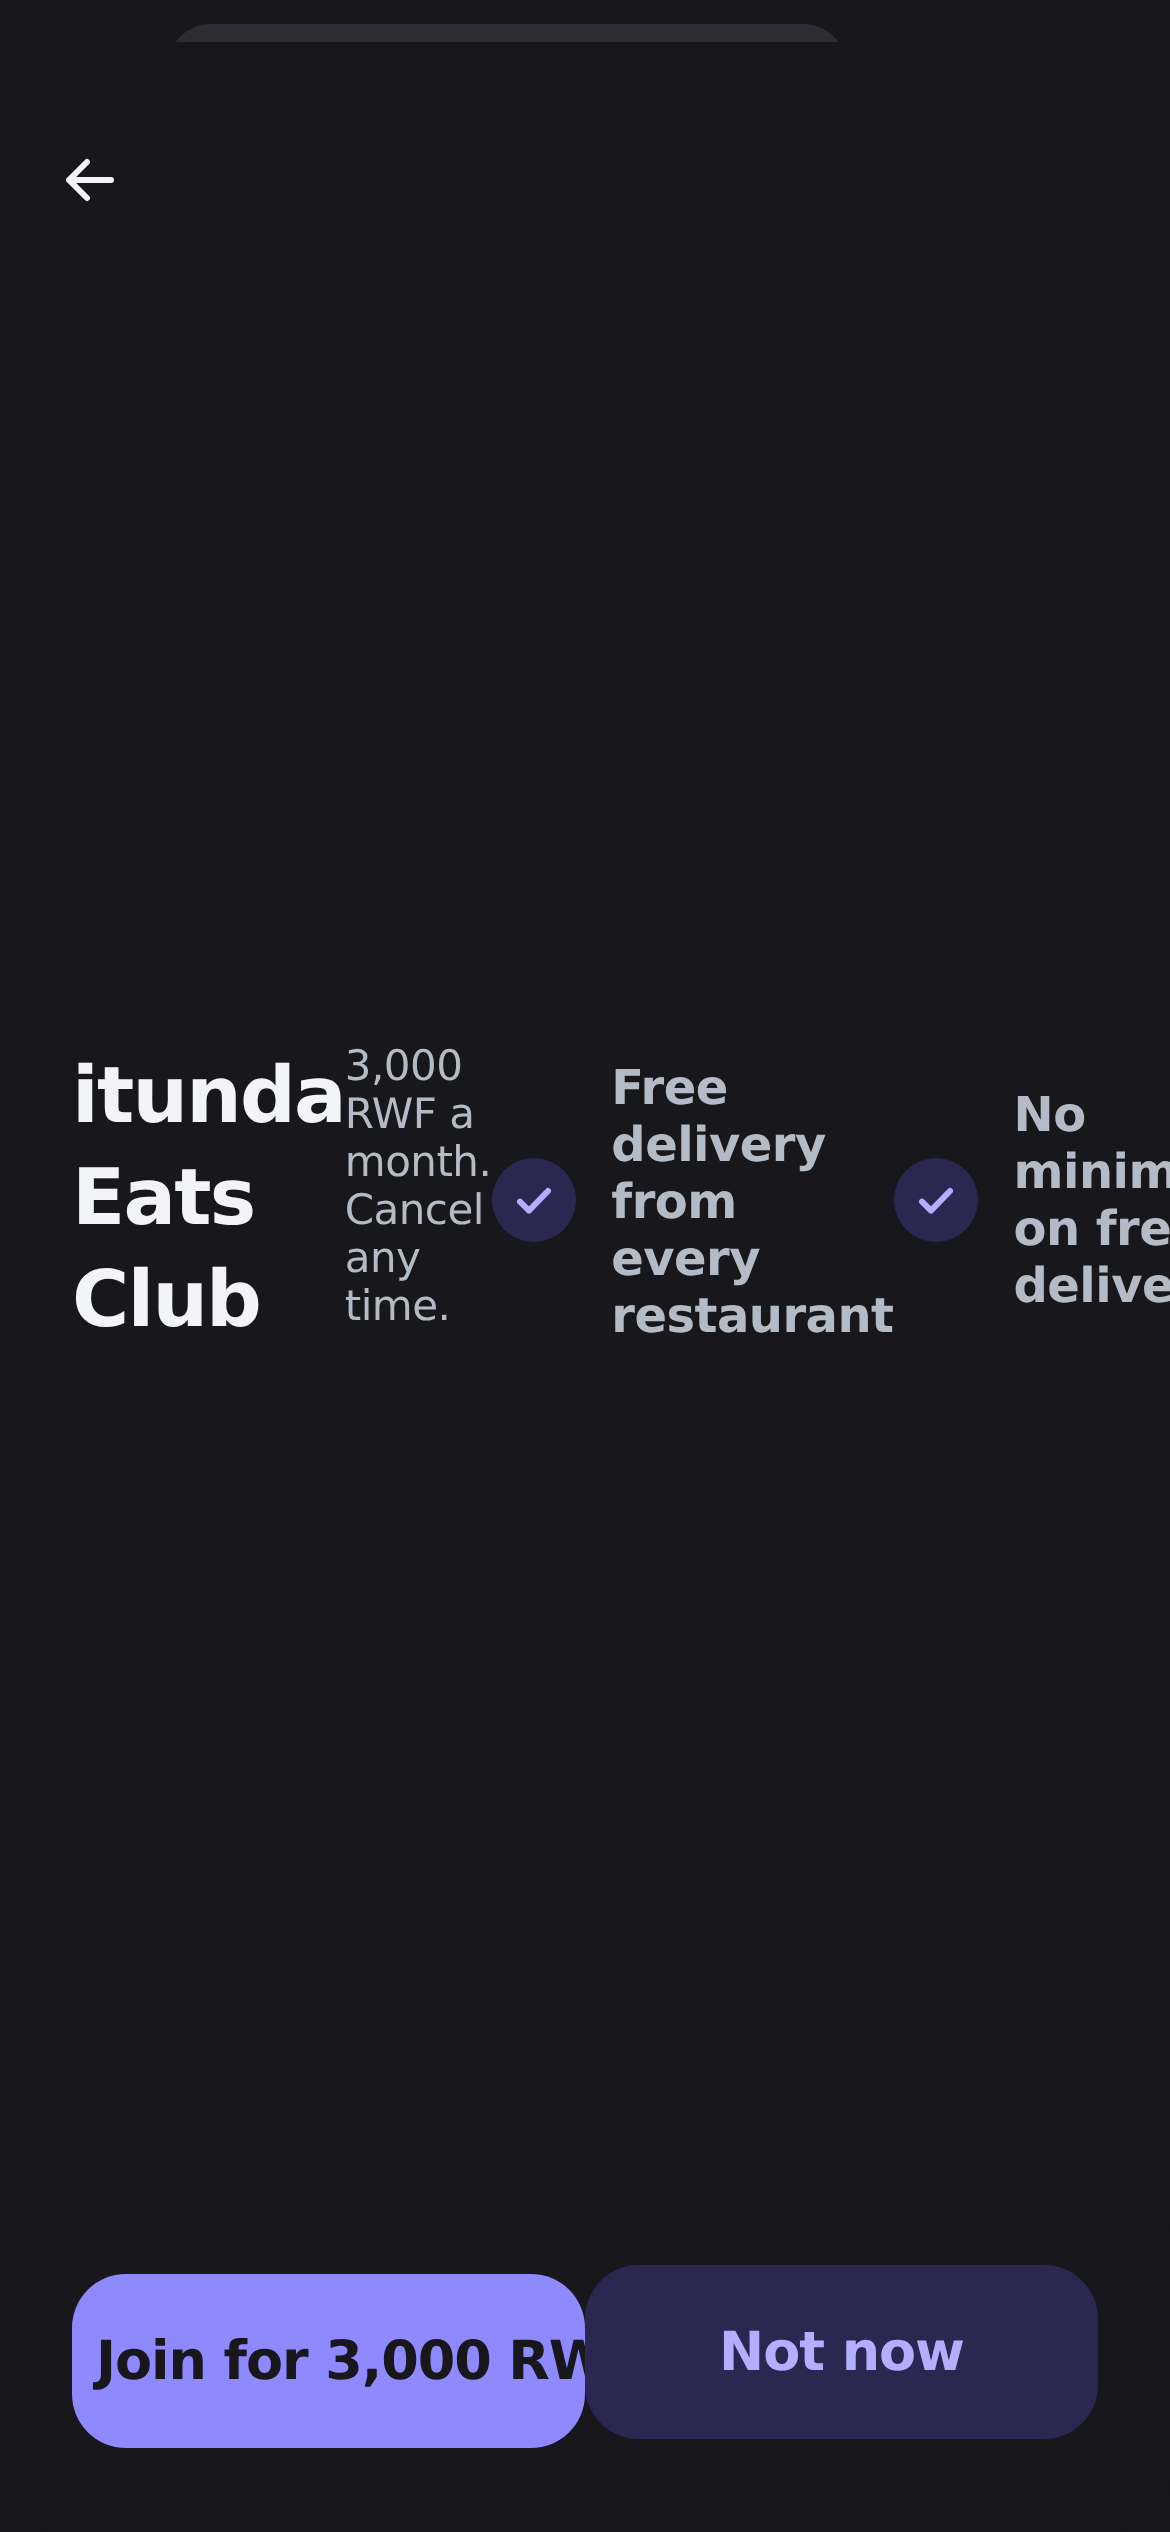 itunda
Eats
Club
3,000
RWF a
month.
Cancel
any
time.
Free
delivery
from
every
restaurant
No
on
Join for 3,000
Not now